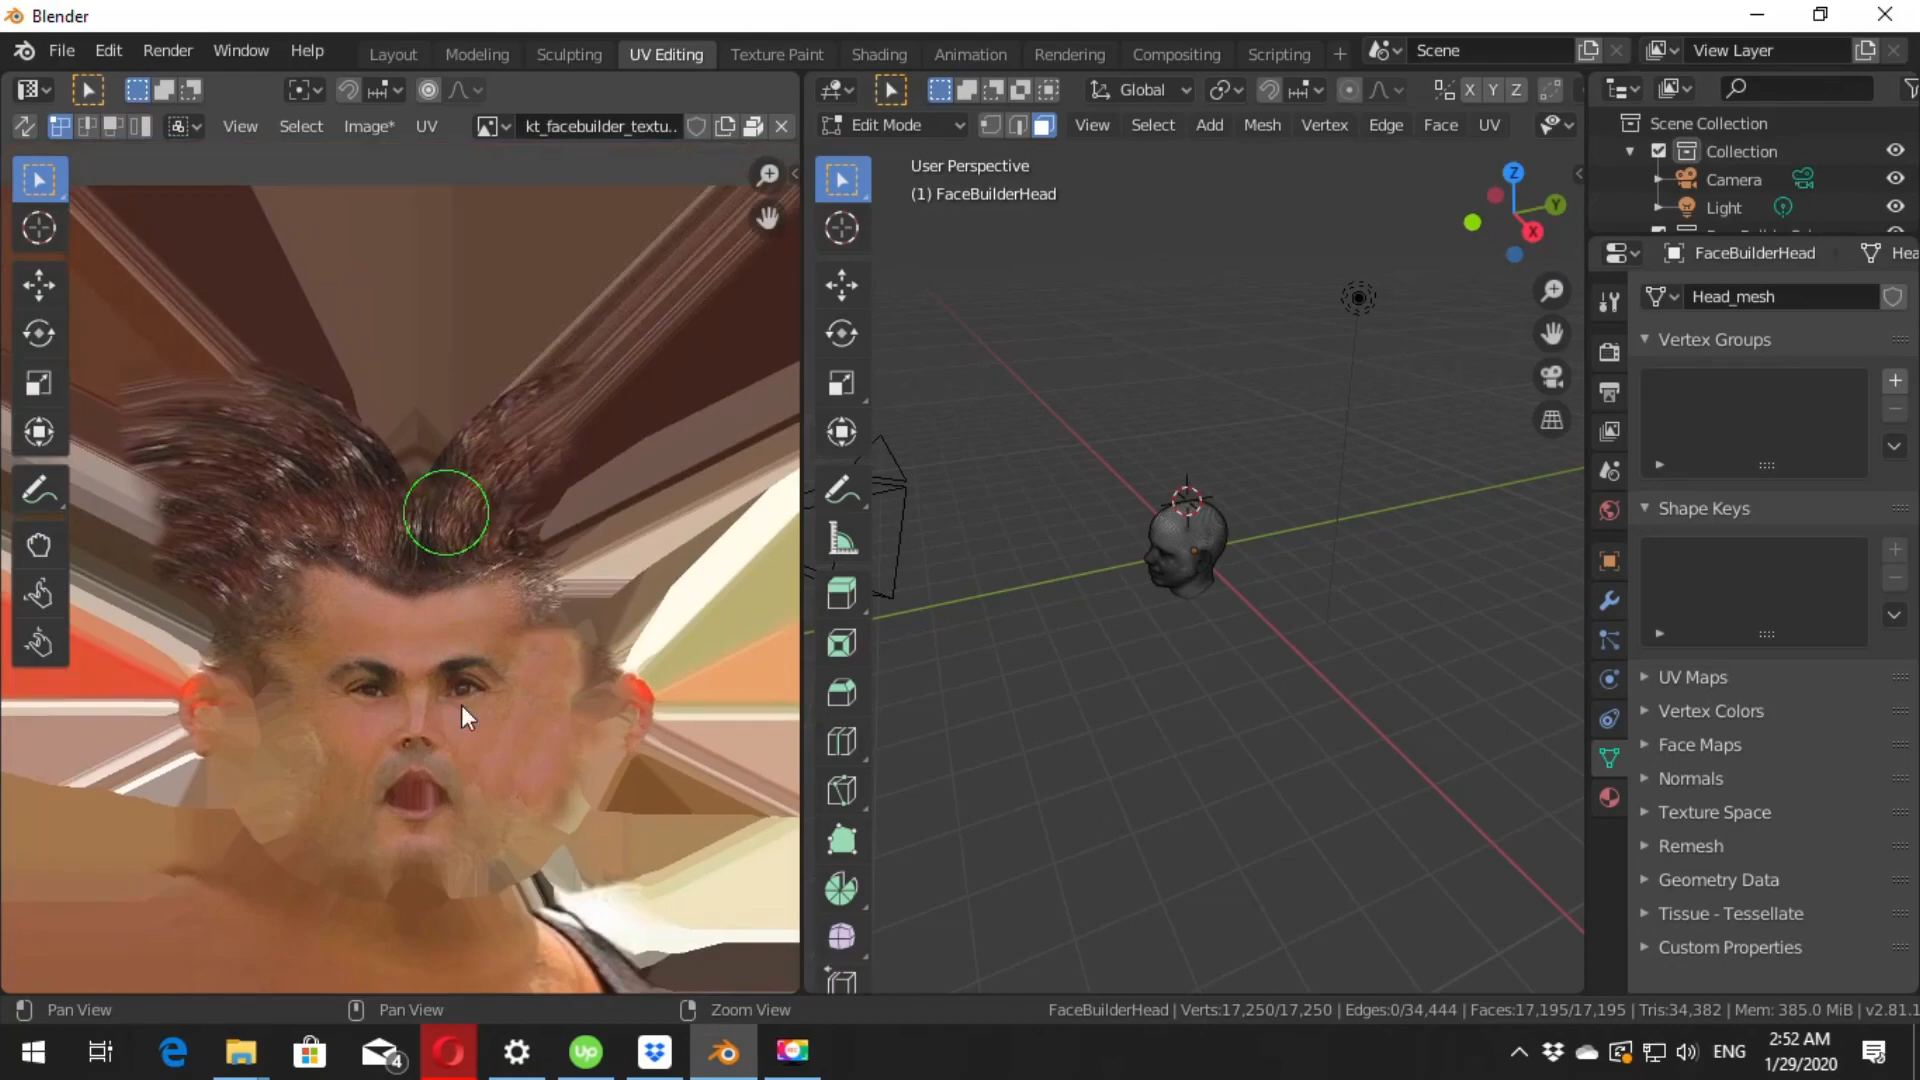 Blender
File Edit Render Window Help
Layout Modeling Sculpting UV Editing Texture Paint Shading Animation Rendering Compositing Scripting
Scene
View Layer
View Select Image* UV
kt_facebuilder_textu..
Global
X Y Z
Edit Mode
View Select Add Mesh Vertex Edge Face UV
User Perspective
(1) FaceBuilderHead
Z
Y
X
Scene Collection
Collection
Camera
Light
FaceBuilderHead
Hea
Head_mesh
Vertex Groups
Shape Keys
UV Maps
Vertex Colors
Face Maps
Normals
Texture Space
Remesh
Geometry Data
Tissue - Tessellate
Custom Properties
Pan View
Pan View
Zoom View
FaceBuilderHead | Verts:17,250/17,250 | Edges:0/34,444 | Faces:17,195/17,195 | Tris:34,382 | Mem: 385.0 MiB | v2.81.1
4
up
REC
ENG
2:52 AM
1/29/2020